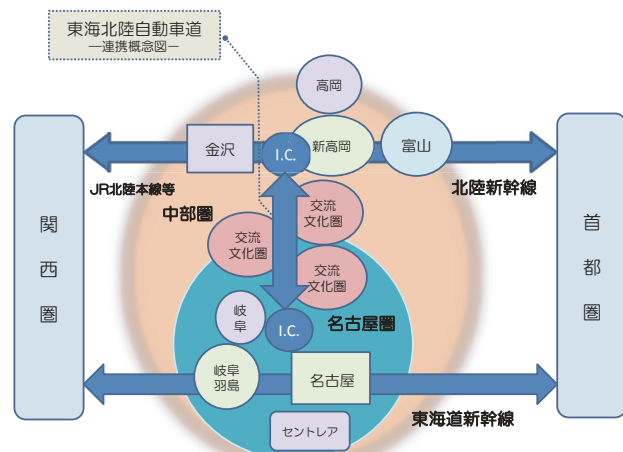 東海北陸自動車道
―連携概念図―
高岡
金沢
I.C.
新高岡
富山
JR北陸本線等
北陸新幹線
中部圏
関
西
圏
首
都
圏
交流
文化圏
交流
文化圏
交流
文化圏
岐
阜
I.C.
名古屋圏
岐阜
羽島
名古屋
東海道新幹線
セントレア